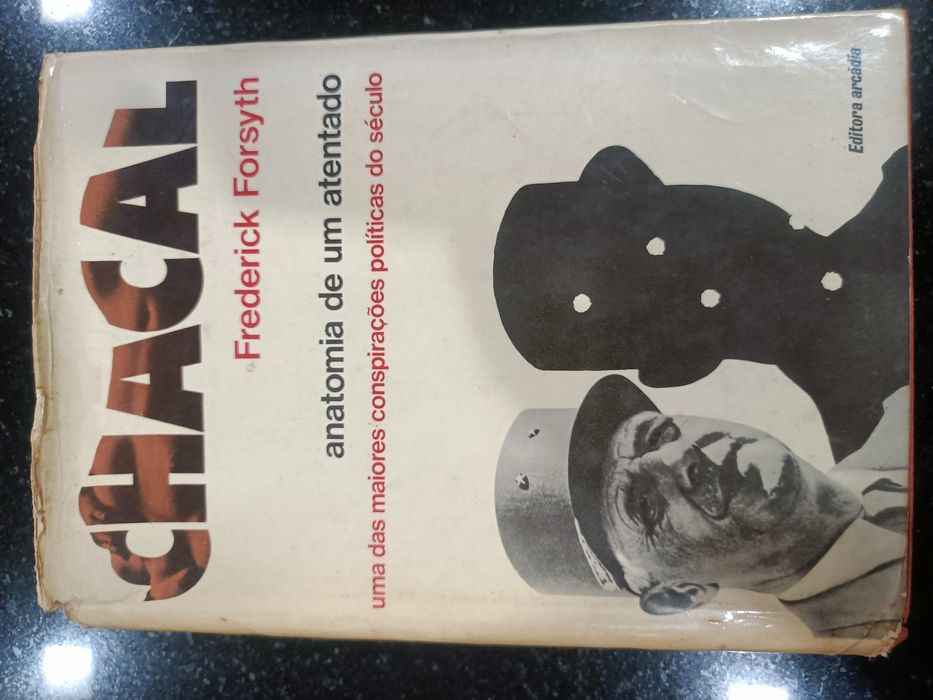 CHACAL
Frederick Forsyth
anatomia de um atentado
uma das maiores conspirações políticas do século
Editora arcádia